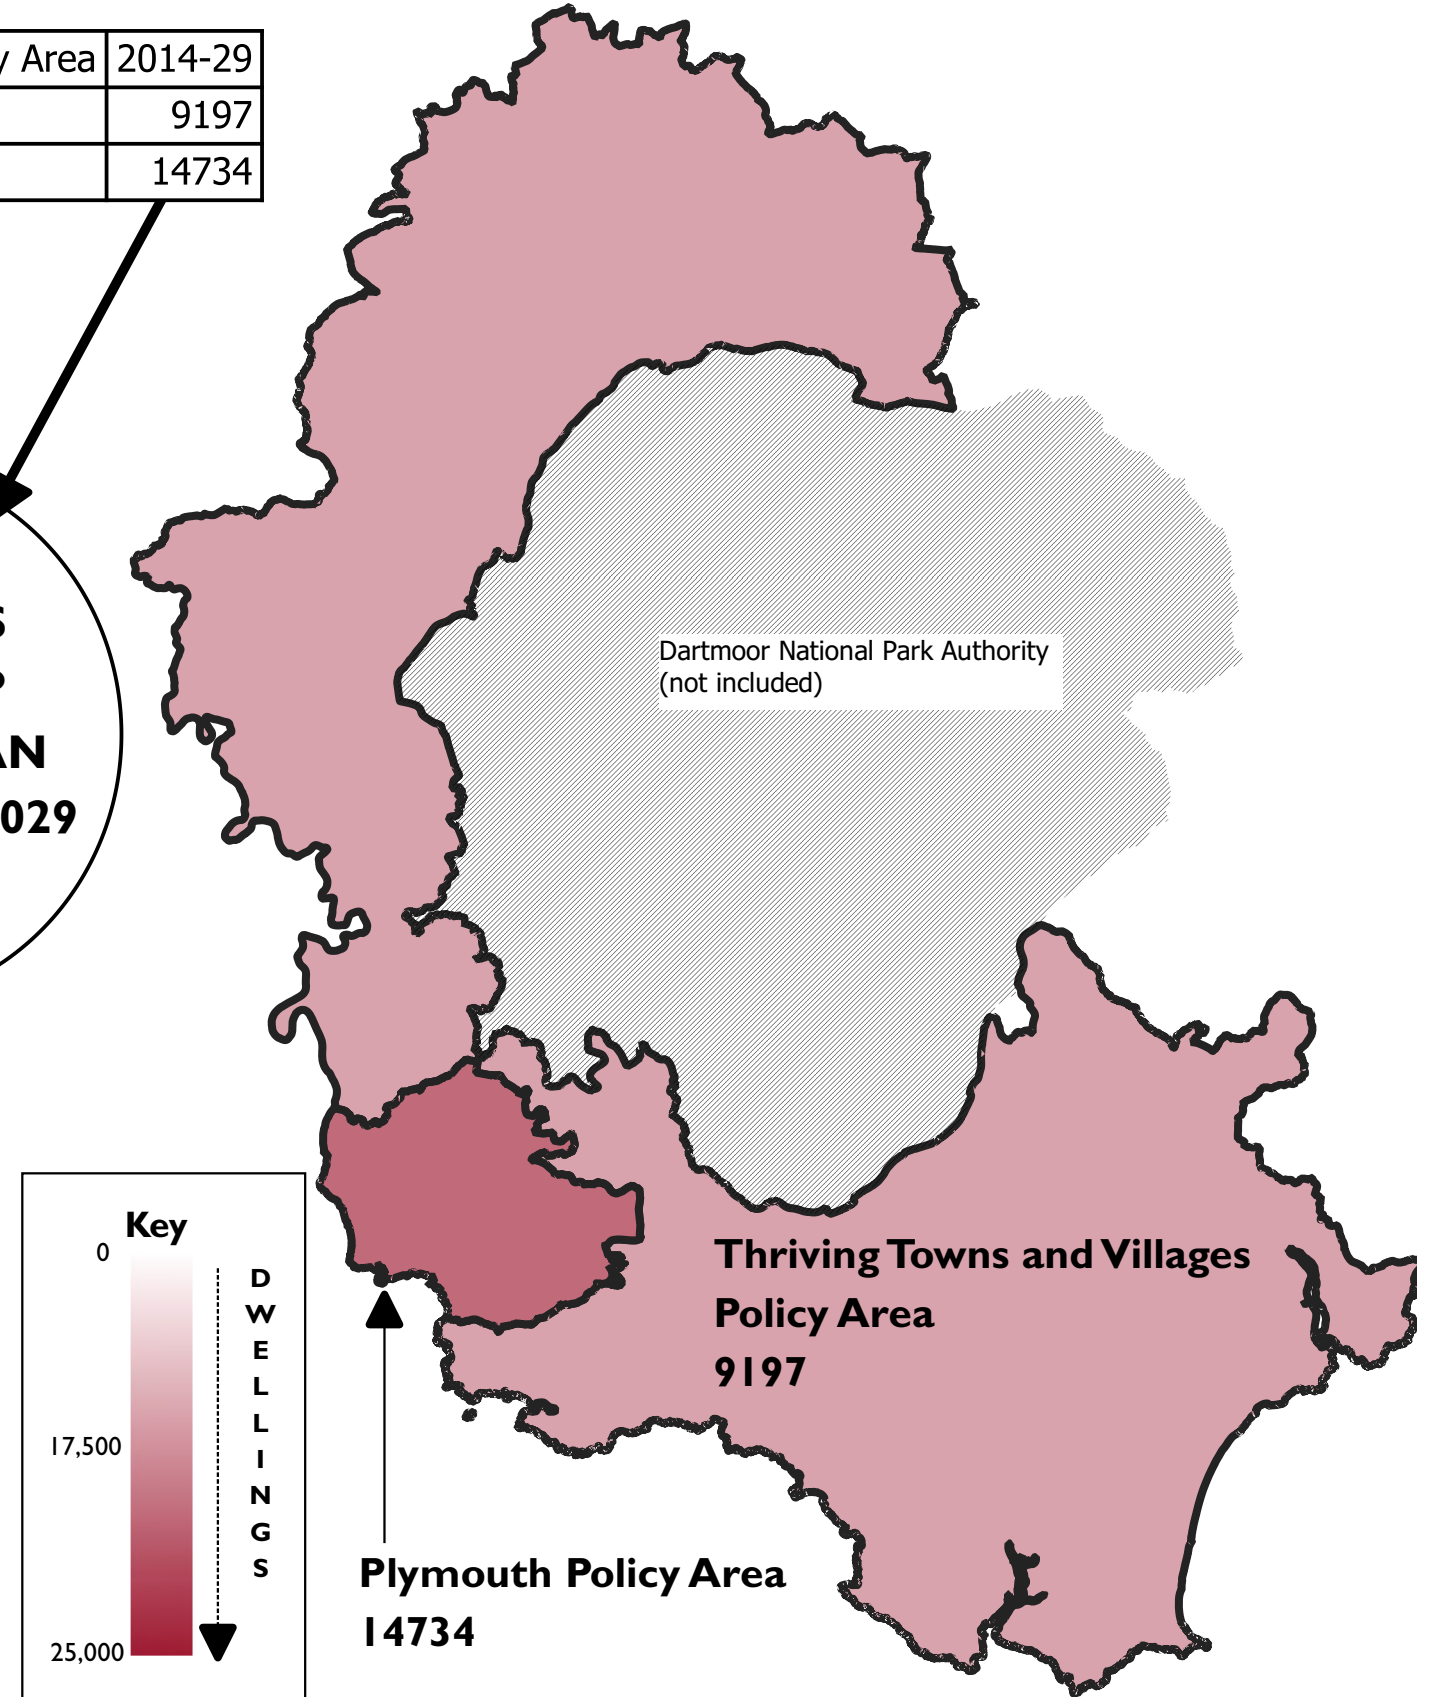 Area 2014-29
9197
14734
029
Dartmoor National Park Authority
(not included)
Thriving Towns and Villages
Policy Area
9197
Key
0
17,500
25,000
D
W
E
L
L
I
N
G
S
Plymouth Policy Area
14734